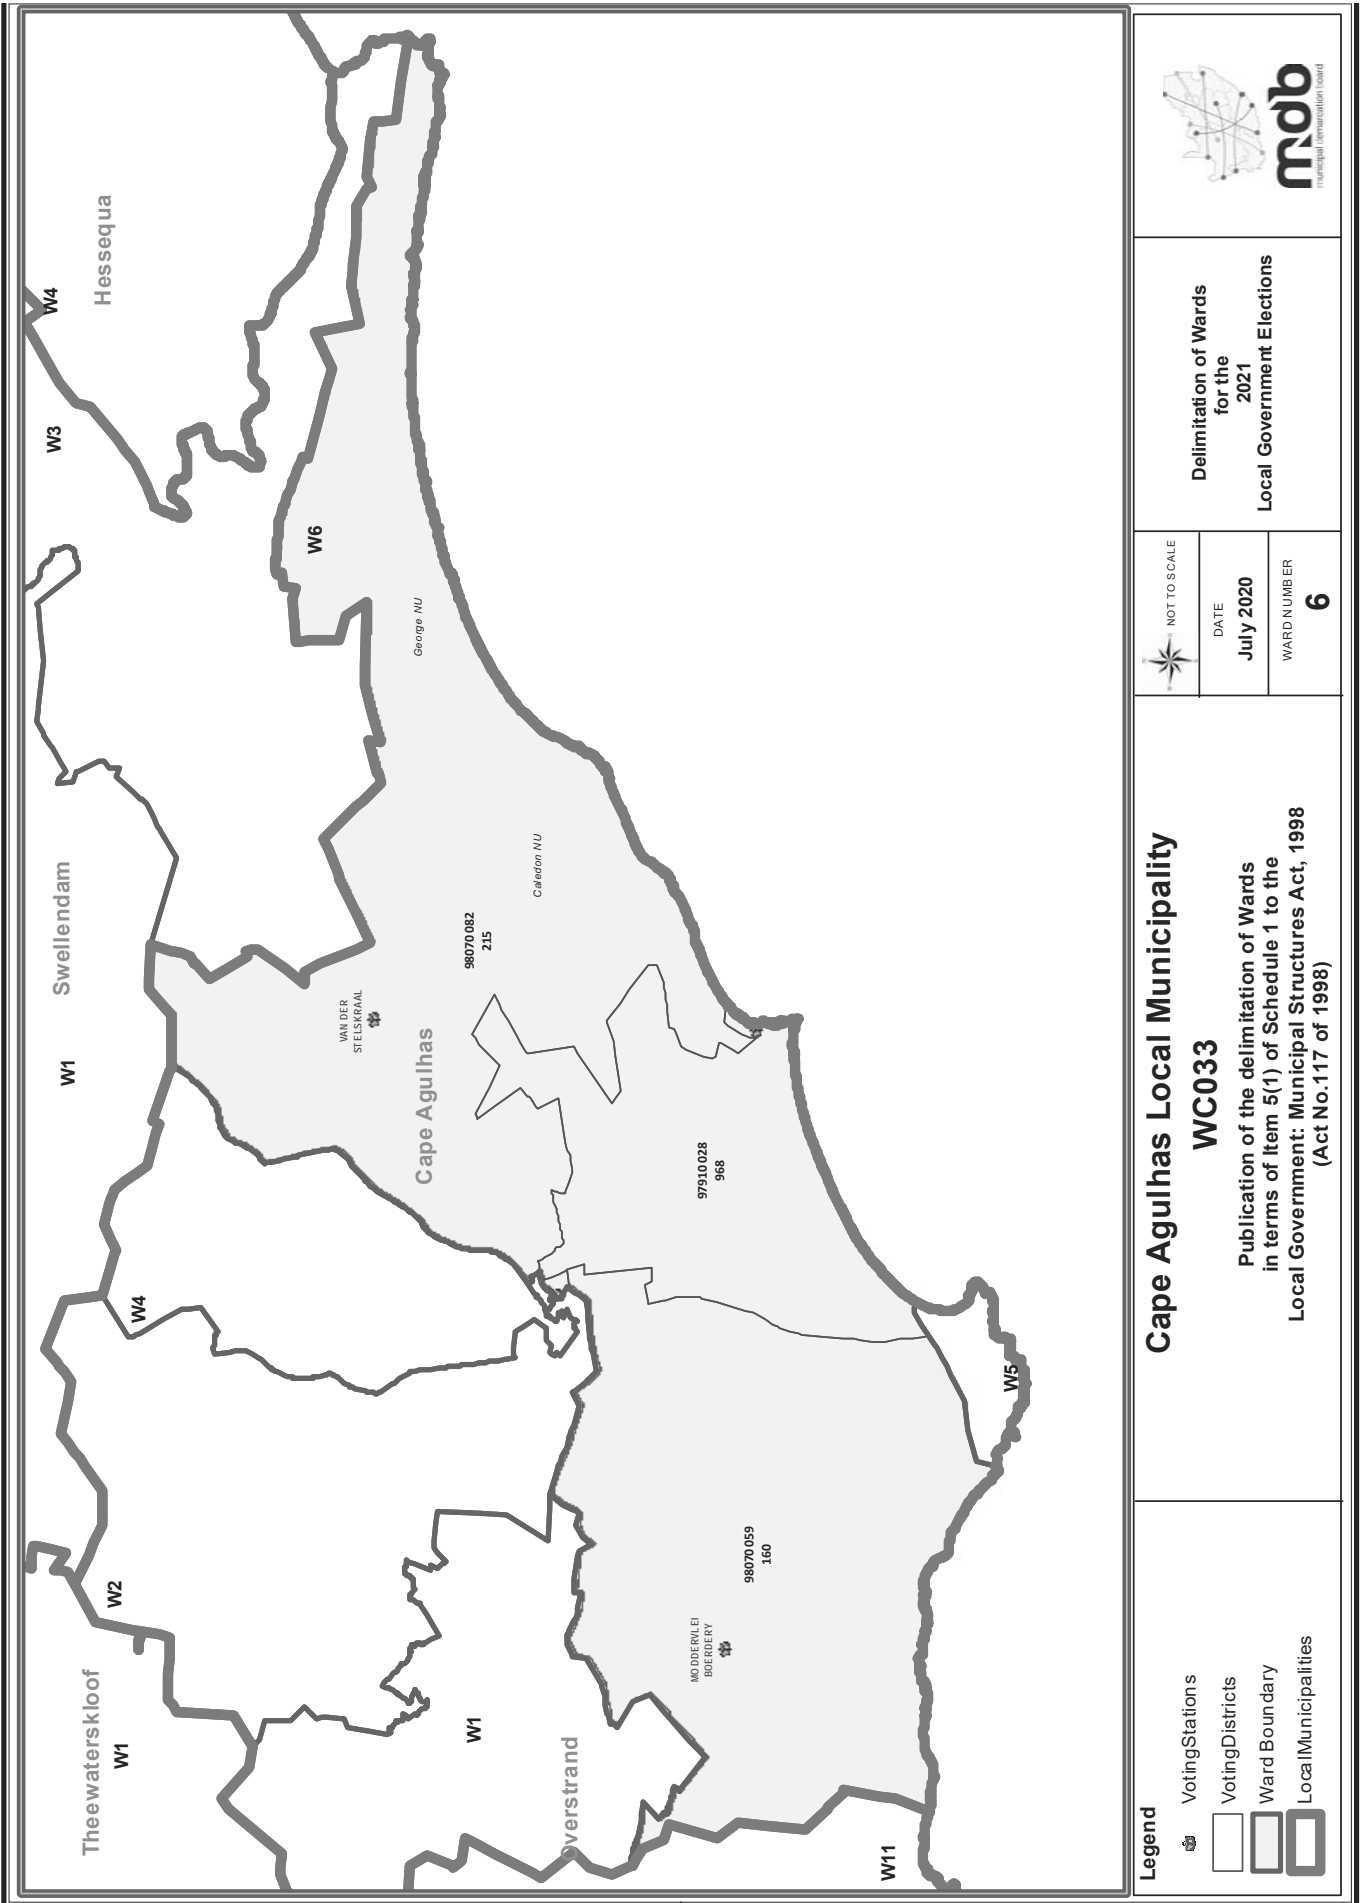 Hessequa
W4
W3
W6
George NU
Swellendam
W1
Caledon NU
98070082
215
VAN DER
STELSKRAAL
Cape Agulhas
97910028
968
W4
W5
98070059
160
MODDERVLEI
BOERDERY
W2
Theewaterskloof
W1
W1
Overstrand
W11
Legend
VotingStations
VotingDistricts
Ward Boundary
LocalMunicipalities
Cape Agulhas Local Municipality
WC033
Publication of the delimitation of Wards
in terms of Item 5(1) of Schedule 1 to the
Local Government: Municipal Structures Act, 1998
(Act No.117 of 1998)
NOT TO SCALE
DATE
July 2020
WARD NUMBER
6
Delimitation of Wards
for the
2021
Local Government Elections
mdb
municipal demarcation board